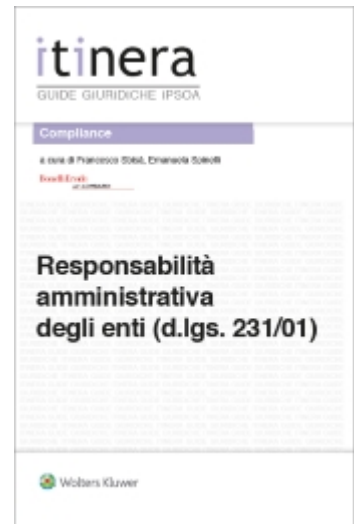 itinera
GUIDE GIURIDICHE IPSOA
Compliance
a cura di Francesco Sbisà, Emanuela Spinelli
BonelliErede
Responsabilità
amministrativa
degli enti (d.lgs. 231/01)
Wolters Kluwer